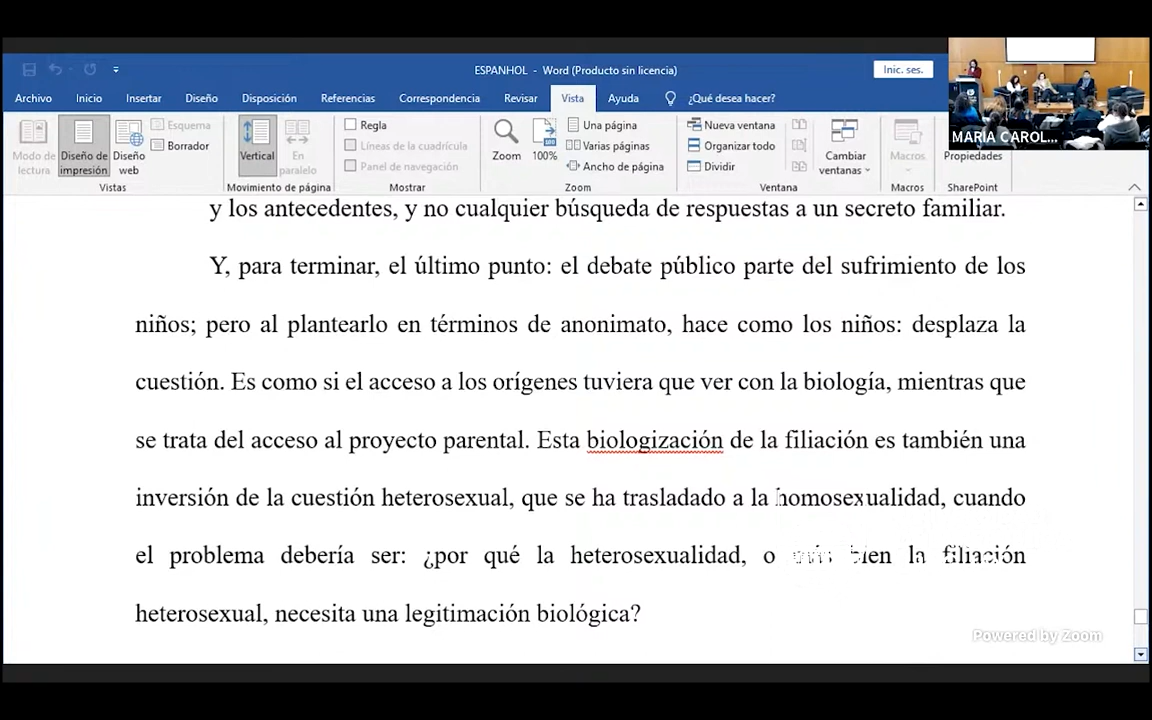 ESPANHOL - Word (Producto sin licencia)
Inic. ses.
Archivo Inicio Insertar Diseño Disposición Referencias Correspondencia Revisar Vista Ayuda ¿Qué desea hacer?
Modo de lectura
Diseño de impresión
Diseño web
Esquema
Borrador
Vistas
Vertical
En paralelo
Movimiento de página
Regla
Líneas de la cuadrícula
Panel de navegación
Mostrar
Zoom
100%
Una página
Varias páginas
Ancho de página
Zoom
Nueva ventana
Organizar todo
Dividir
Cambiar ventanas
Ventana
Macros
Macros
Propiedades
SharePoint
MARIA CAROL...
y los antecedentes, y no cualquier búsqueda de respuestas a un secreto familiar.
Y, para terminar, el último punto: el debate público parte del sufrimiento de los
niños; pero al plantearlo en términos de anonimato, hace como los niños: desplaza la
cuestión. Es como si el acceso a los orígenes tuviera que ver con la biología, mientras que
se trata del acceso al proyecto parental. Esta biologización de la filiación es también una
inversión de la cuestión heterosexual, que se ha trasladado a la homosexualidad, cuando
el problema debería ser: ¿por qué la heterosexualidad, o más bien la filiación
heterosexual, necesita una legitimación biológica?
Powered by Zoom